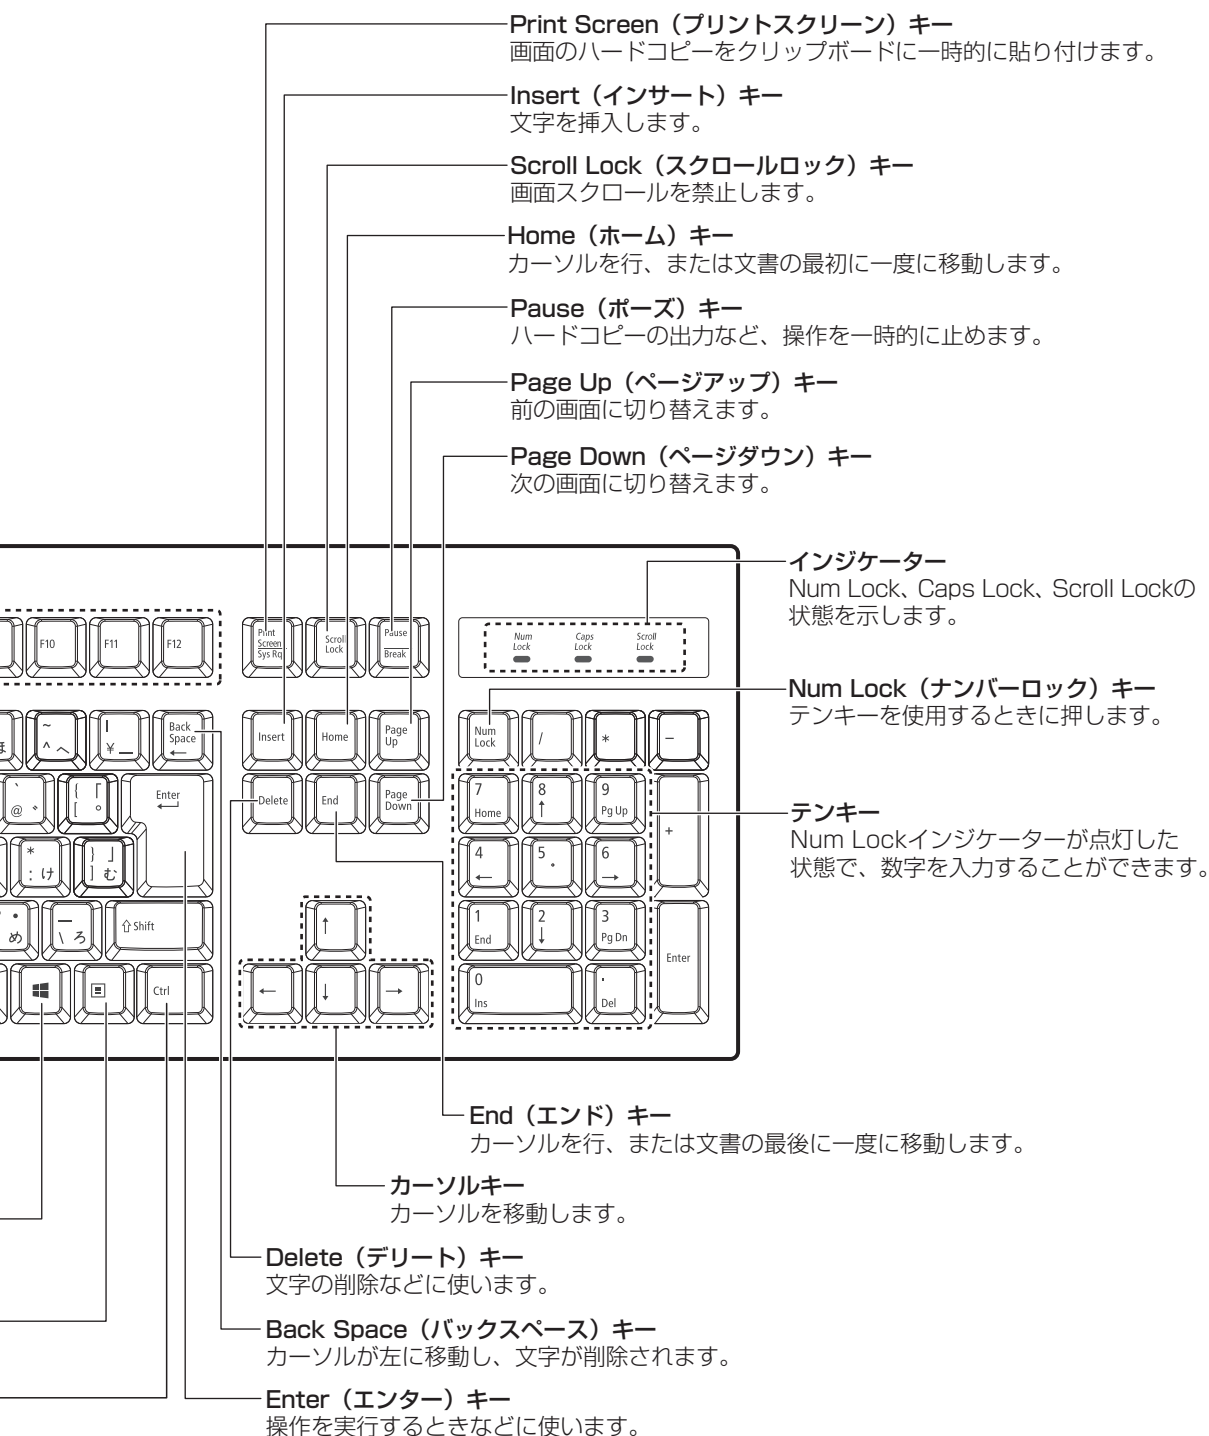 Print Screen（プリントスクリーン）キー
画面のハードコピーをクリップボードに一時的に貼り付けます。
Insert（インサート）キー
文字を挿入します。
Scroll Lock（スクロールロック）キー
画面スクロールを禁止します。
Home（ホーム）キー
カーソルを行、または文書の最初に一度に移動します。
Pause（ポーズ）キー
ハードコピーの出力など、操作を一時的に止めます。
Page Up（ページアップ）キー
前の画面に切り替えます。
Page Down（ページダウン）キー
次の画面に切り替えます。
インジケーター
Num Lock、Caps Lock、Scroll Lockの
状態を示します。
Num Lock（ナンバーロック）キー
テンキーを使用するときに押します。
テンキー
Num Lockインジケーターが点灯した
状態で、数字を入力することができます。
F10
F11
F12
Print
Screen
Sys Rq
Scroll
Lock
Pause
Break
Num
Lock
Caps
Lock
Scroll
Lock
ほ
~
^ へ
|
¥ ー
Back
Space
←
Insert
Home
Page
Up
Num
Lock
/
*
-
` 
@ ゛
{ 「
[ ゜
Enter
Delete
End
Page
Down
7
Home
8
↑
9
Pg Up
+
*
: け
} 」
] む
4
←
5
6
→
・
め
_
\ ろ
⇧ Shift
↑
1
End
2
↓
3
Pg Dn
Enter
Ctrl
←
↓
→
0
Ins
.
Del
End（エンド）キー
カーソルを行、または文書の最後に一度に移動します。
カーソルキー
カーソルを移動します。
Delete（デリート）キー
文字の削除などに使います。
Back Space（バックスペース）キー
カーソルが左に移動し、文字が削除されます。
Enter（エンター）キー
操作を実行するときなどに使います。